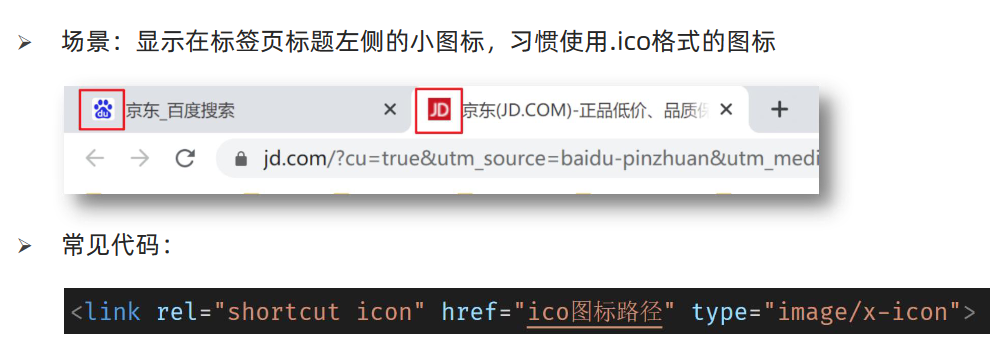 ➢ 场景：显示在标签页标题左侧的小图标，习惯使用.ico格式的图标
du 京东_百度搜索 × JD 京东(JD.COM)-正品低价、品质保 × +
jd.com/?cu=true&utm_source=baidu-pinzhuan&utm_medi
➢ 常见代码：
<link rel="shortcut icon" href="ico图标路径" type="image/x-icon">